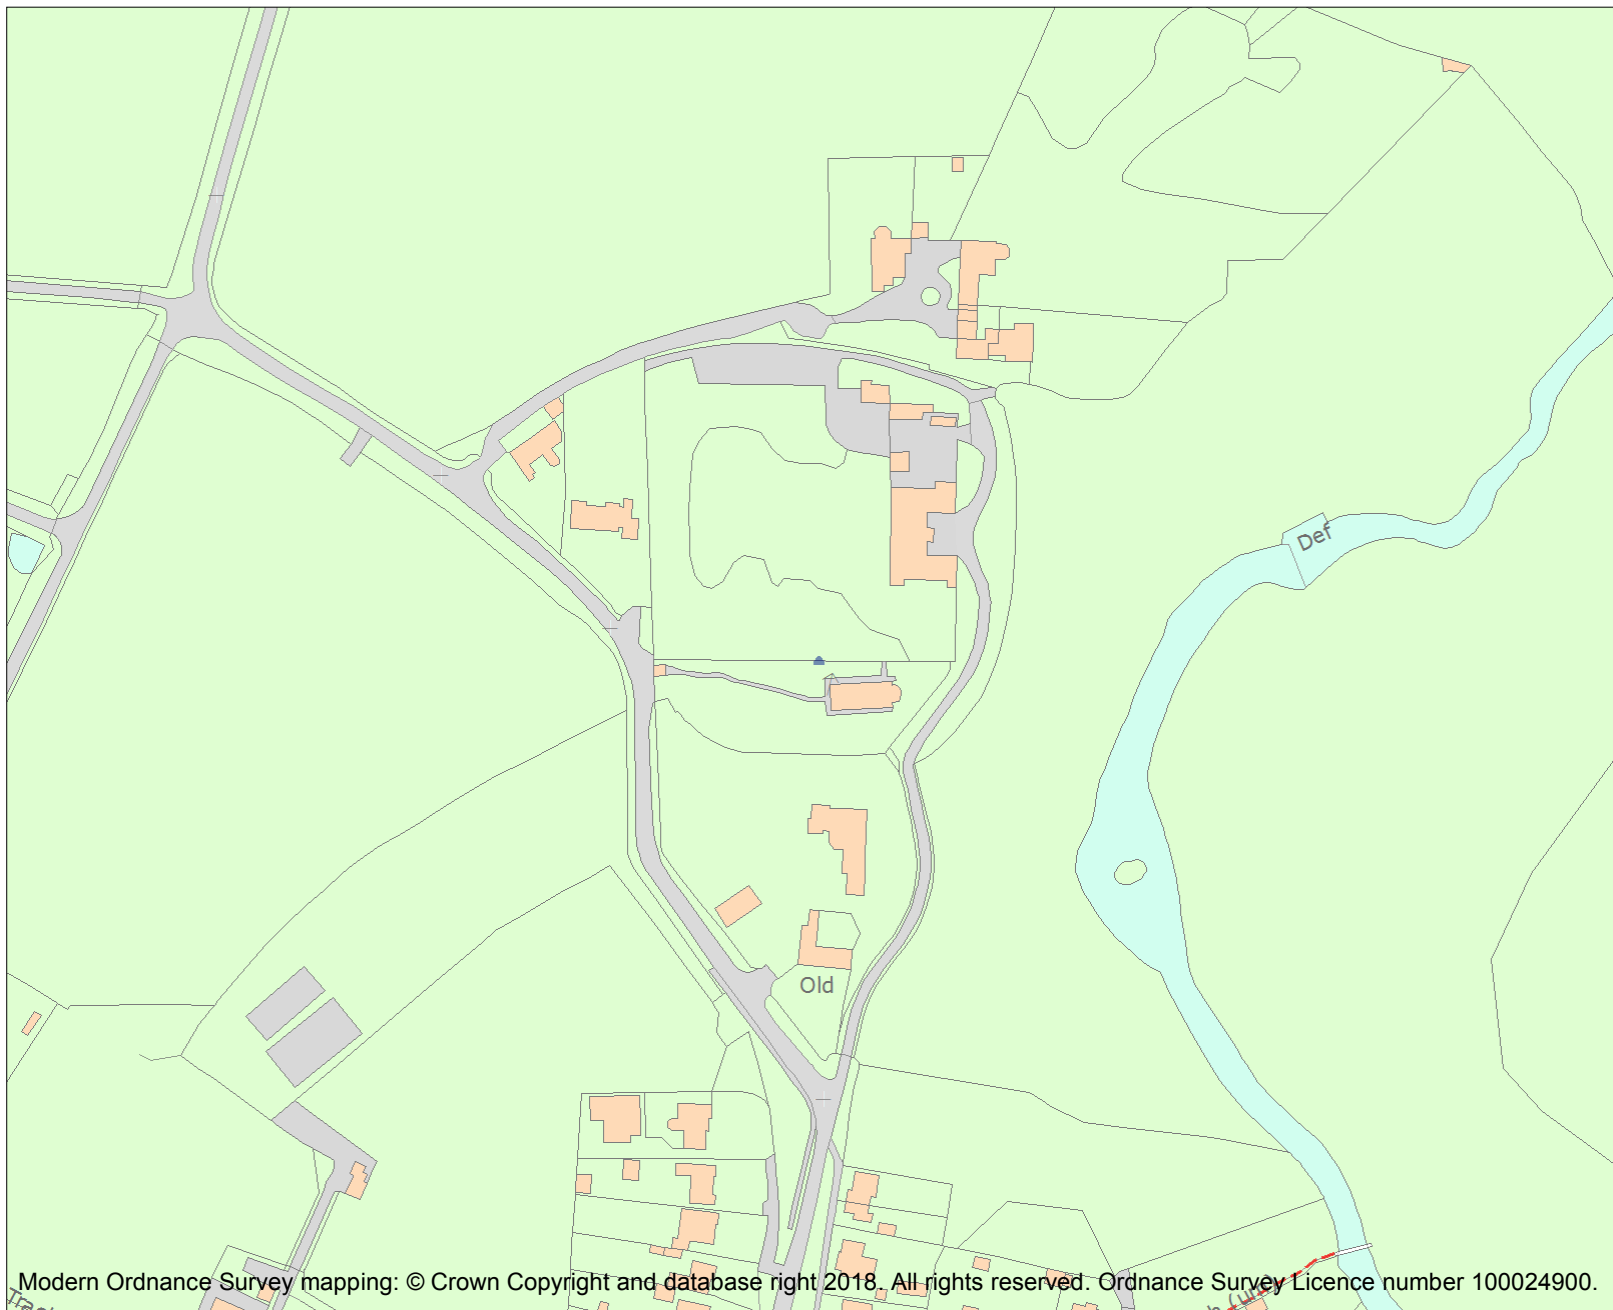 Def
Old
Modern Ordnance Survey mapping: © Crown Copyright and database right 2018. All rights reserved. Ordnance Survey Licence number 100024900.